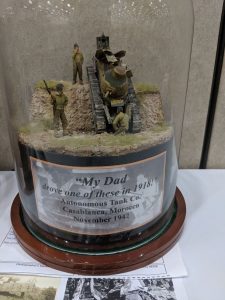 "My Dad
drove one of these in 1918!"
Autonomous Tank Co.
Casablanca, Morocco
November 1942